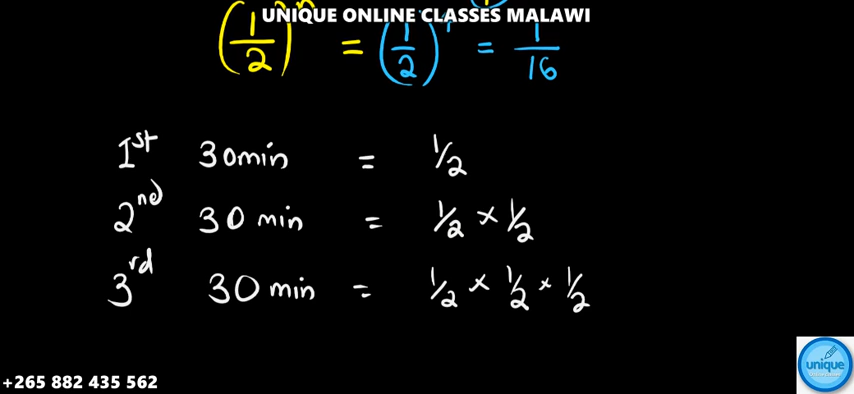 UNIQUE ONLINE CLASSES MALAWI
(1/2)ⁿ = (1/2) = 1/16
1st 30min = 1/2
2nd 30 min = 1/2 × 1/2
3rd 30 min = 1/2 × 1/2 × 1/2
unique
+265 882 435 562